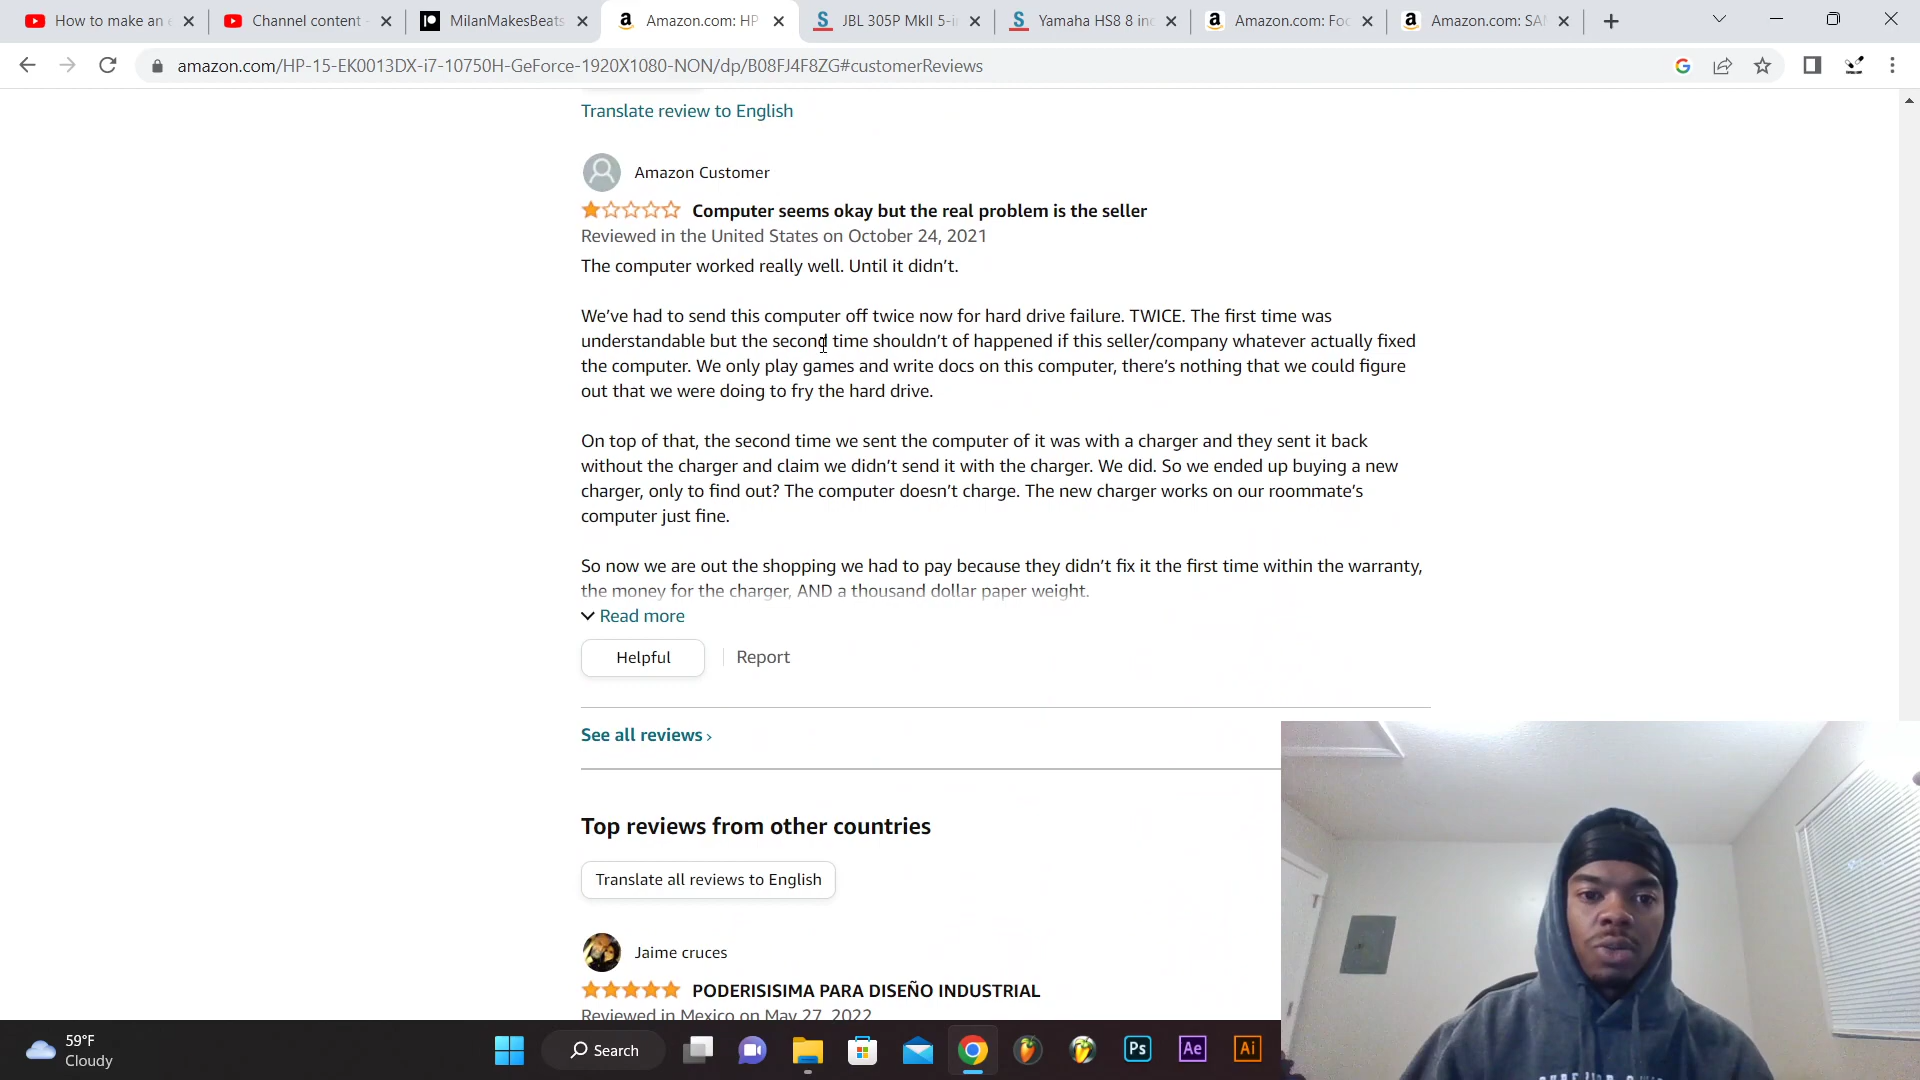 How to make an e
Channel content -
MilanMakesBeats
Amazon.com: HP
JBL 305P MkII 5-i
Yamaha HS8 8 in
Amazon.com: Foc
Amazon.com: SAM
amazon.com/HP-15-EK0013DX-i7-10750H-GeForce-1920X1080-NON/dp/B08FJ4F8ZG#customerReviews
Translate review to English
Amazon Customer
Computer seems okay but the real problem is the seller
Reviewed in the United States on October 24, 2021
The computer worked really well. Until it didn't.
We've had to send this computer off twice now for hard drive failure. TWICE. The first time was
understandable but the second time shouldn't of happened if this seller/company whatever actually fixed
the computer. We only play games and write docs on this computer, there's nothing that we could figure
out that we were doing to fry the hard drive.
On top of that, the second time we sent the computer of it was with a charger and they sent it back
without the charger and claim we didn't send it with the charger. We did. So we ended up buying a new
charger, only to find out? The computer doesn't charge. The new charger works on our roommate's
computer just fine.
So now we are out the shopping we had to pay because they didn't fix it the first time within the warranty,
the money for the charger, AND a thousand dollar paper weight.
Read more
Helpful
Report
See all reviews ›
Top reviews from other countries
Translate all reviews to English
Jaime cruces
PODERISISIMA PARA DISEÑO INDUSTRIAL
Reviewed in Mexico on May 27, 2022
59°F
Cloudy
Search
Ps
Ae
Ai